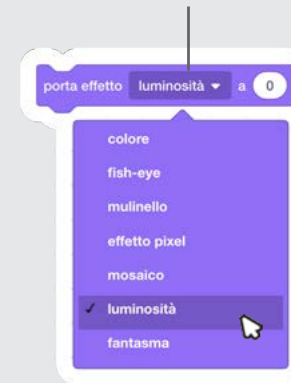 porta effetto luminosità a 0
colore
fish-eye
mulinello
effetto pixel
mosaico
✓ luminosità
fantasma